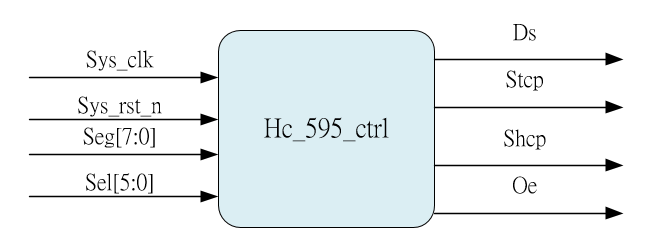 Sys_clk
Sys_rst_n
Seg[7:0]
Sel[5:0]
Hc_595_ctrl
Ds
Stcp
Shcp
Oe